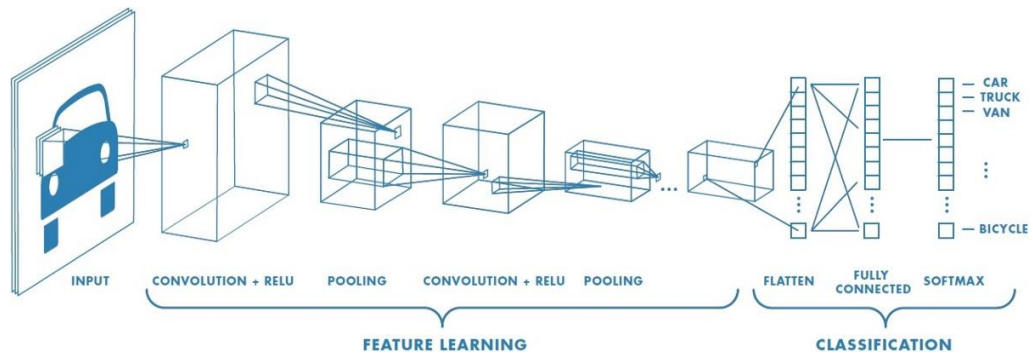 CAR
TRUCK
VAN
BICYCLE
INPUT
CONVOLUTION + RELU
POOLING
CONVOLUTION + RELU
POOLING
FLATTEN
FULLY
CONNECTED
SOFTMAX
FEATURE LEARNING
CLASSIFICATION